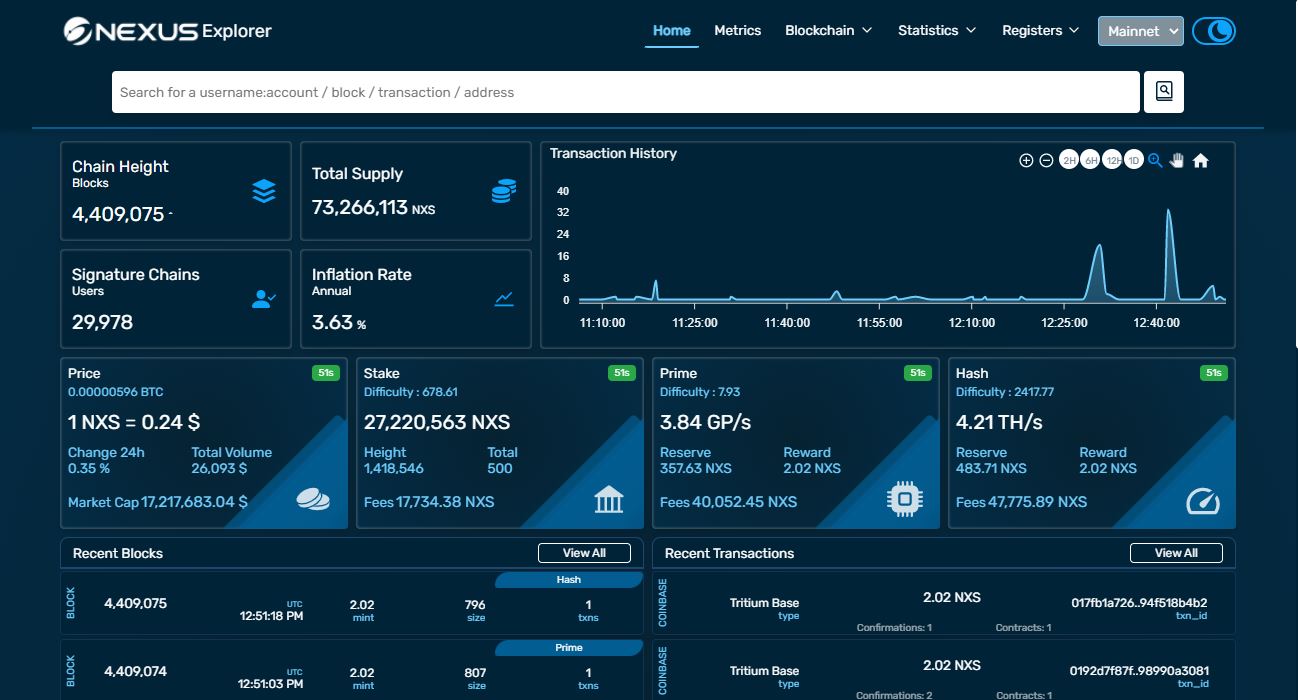 NEXUS Explorer
Home Metrics Blockchain Statistics Registers Mainnet
Search for a username:account / block / transaction / address
Chain Height
Blocks
4,409,075 -
Total Supply
73,266,113 NXS
Signature Chains
Users
29,978
Inflation Rate
Annual
3.63 %
Transaction History
2H 6H 12H 1D
40
32
24
16
8
0
11:10:00 11:25:00 11:40:00 11:55:00 12:10:00 12:25:00 12:40:00
Price 51s
0.00000596 BTC
1 NXS = 0.24 $
Change 24h Total Volume
0.35 % 26,093 $
Market Cap 17,217,683.04 $
Stake 51s
Difficulty : 678.61
27,220,563 NXS
Height Total
1,418,546 500
Fees 17,734.38 NXS
Prime 51s
Difficulty : 7.93
3.84 GP/s
Reserve Reward
357.63 NXS 2.02 NXS
Fees 40,052.45 NXS
Hash 51s
Difficulty : 2417.77
4.21 TH/s
Reserve Reward
483.71 NXS 2.02 NXS
Fees 47,775.89 NXS
Recent Blocks View All
Hash
BLOCK
4,409,075
UTC
12:51:18 PM
2.02
mint
796
size
1
txns
Prime
BLOCK
4,409,074
UTC
12:51:03 PM
2.02
mint
807
size
1
txns
Recent Transactions View All
COINBASE
Tritium Base
type
2.02 NXS
Confirmations: 1 Contracts: 1
017fb1a726..94f518b4b2
txn_id
COINBASE
Tritium Base
type
2.02 NXS
Confirmations: 2 Contracts: 1
0192d7f87f..98990a3081
txn_id